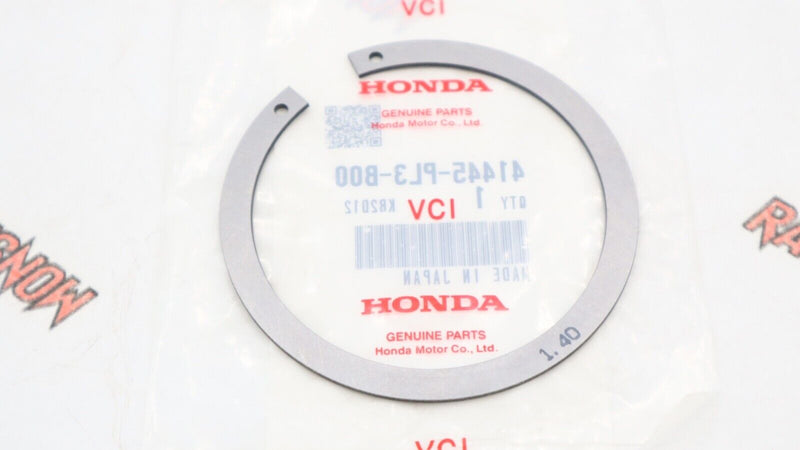 VCI
HONDA
GENUINE PARTS
Honda Motor Co., Ltd.
41445-PL3-B00
QTY 1 KB2012
VCI
MADE IN JAPAN
HONDA
GENUINE PARTS
Honda Motor Co., Ltd.
1.40
VCI